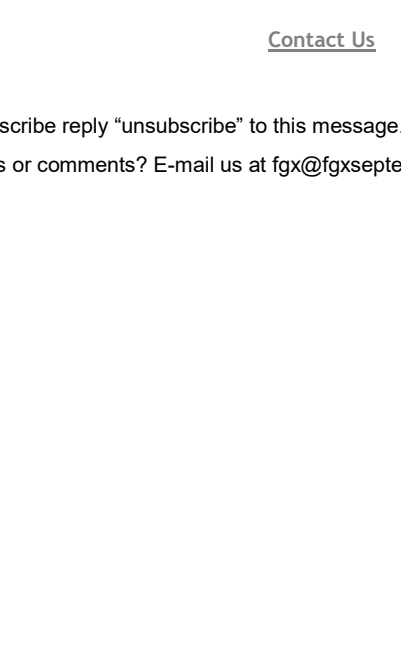 Contact Us
scribe reply “unsubscribe” to this message.
s or comments? E-mail us at fgx@fgxsepte